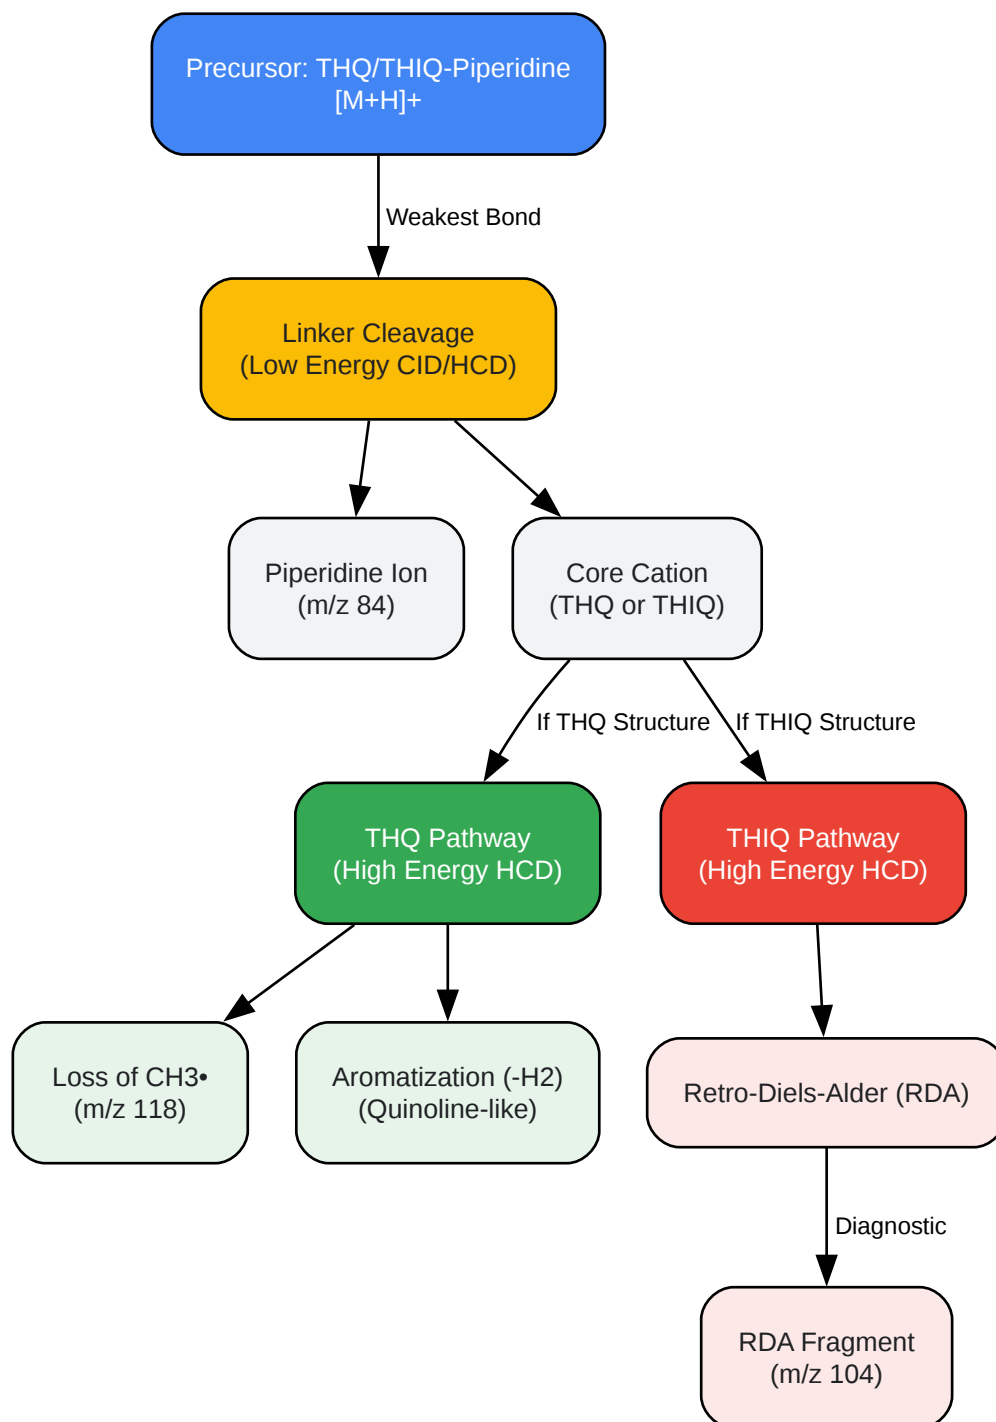 Precursor: THQ/THIQ-Piperidine
[M+H]+
Weakest Bond
Linker Cleavage
(Low Energy CID/HCD)
Piperidine Ion
(m/z 84)
Core Cation
(THQ or THIQ)
If THQ Structure
If THIQ Structure
THQ Pathway
(High Energy HCD)
THIQ Pathway
(High Energy HCD)
Loss of CH3•
(m/z 118)
Aromatization (-H2)
(Quinoline-like)
Retro-Diels-Alder (RDA)
Diagnostic
RDA Fragment
(m/z 104)